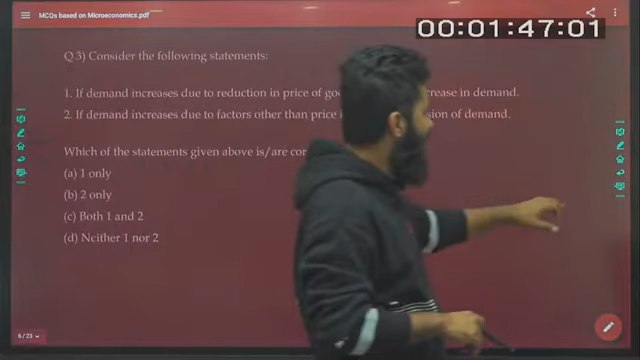 MCQs based on Microeconomics.pdf
00:01:47:01
Q 3) Consider the following statements:
1. If demand increases due to reduction in price of crease in demand.
2. If demand increases due to factors other than price sion of demand.
Which of the statements given above is/are
(a) 1 only
(b) 2 only
(c) Both 1 and 2
(d) Neither 1 nor 2
6/23